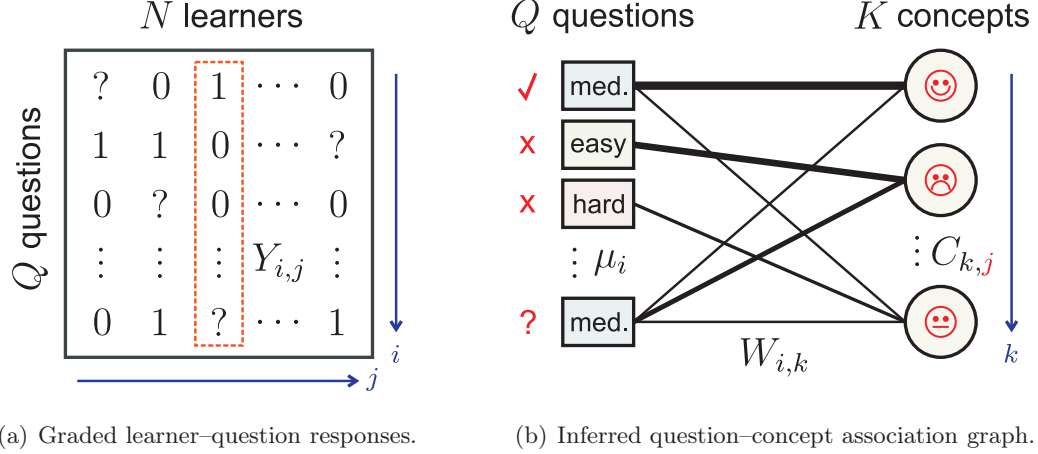 N learners
Q questions
? 0 1 ⋯ 0
1 1 0 ⋯ ?
0 ? 0 ⋯ 0
⋮ ⋮ ⋮ Y_{i,j} ⋮
0 1 ? ⋯ 1
i
j
(a) Graded learner–question responses.
Q questions
K concepts
✓ med.
x easy
x hard
⋮ μ_i
⋮ C_{k,j}
? med.
W_{i,k}
k
(b) Inferred question–concept association graph.